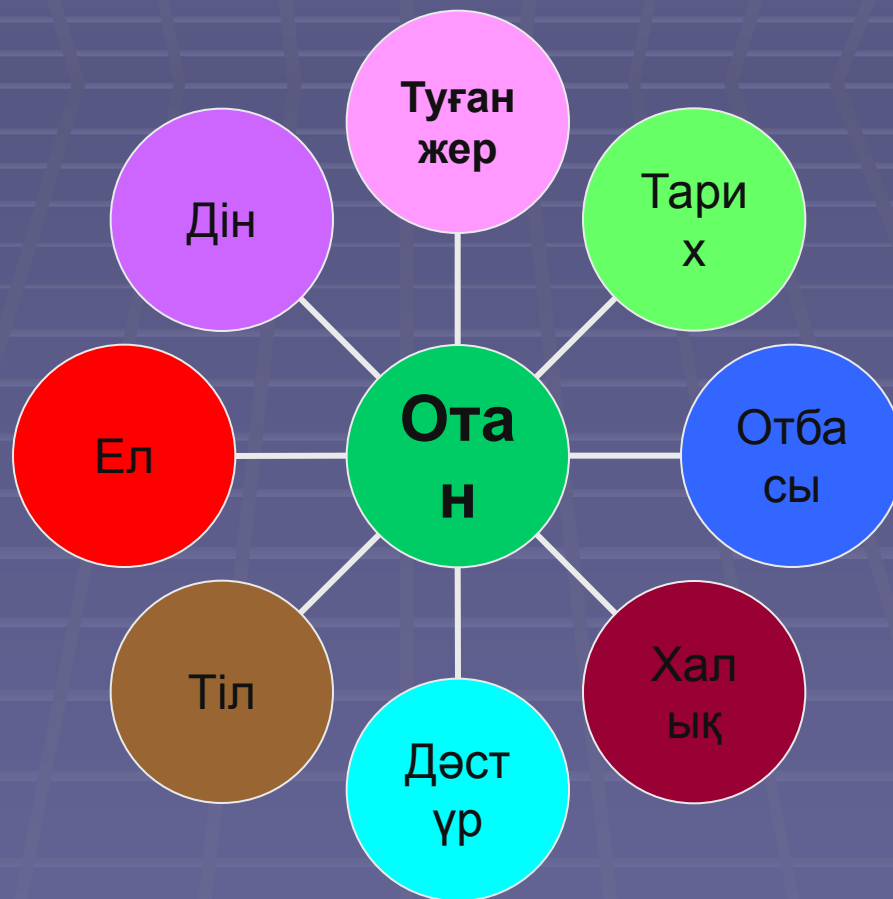 Туған
жер
Тари
х
Отба
сы
Хал
ық
Дәст
үр
Тіл
Ел
Дін
Ота
н